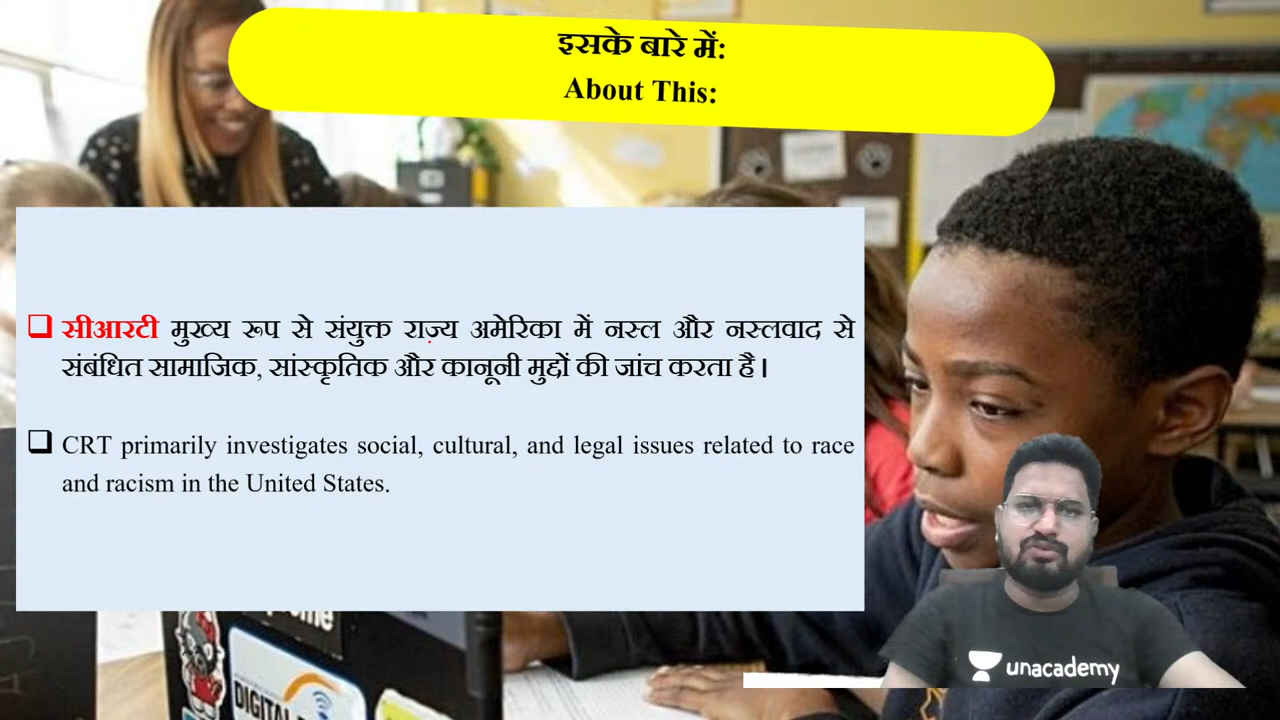 इसके बारे में:
About This:
सीआरटी मुख्य रूप से संयुक्त राज्य अमेरिका में नस्ल और नस्लवाद से
संबंधित सामाजिक, सांस्कृतिक और कानूनी मुद्दों की जांच करता है।
CRT primarily investigates social, cultural, and legal issues related to race
and racism in the United States.
DIGITAL
unacademy